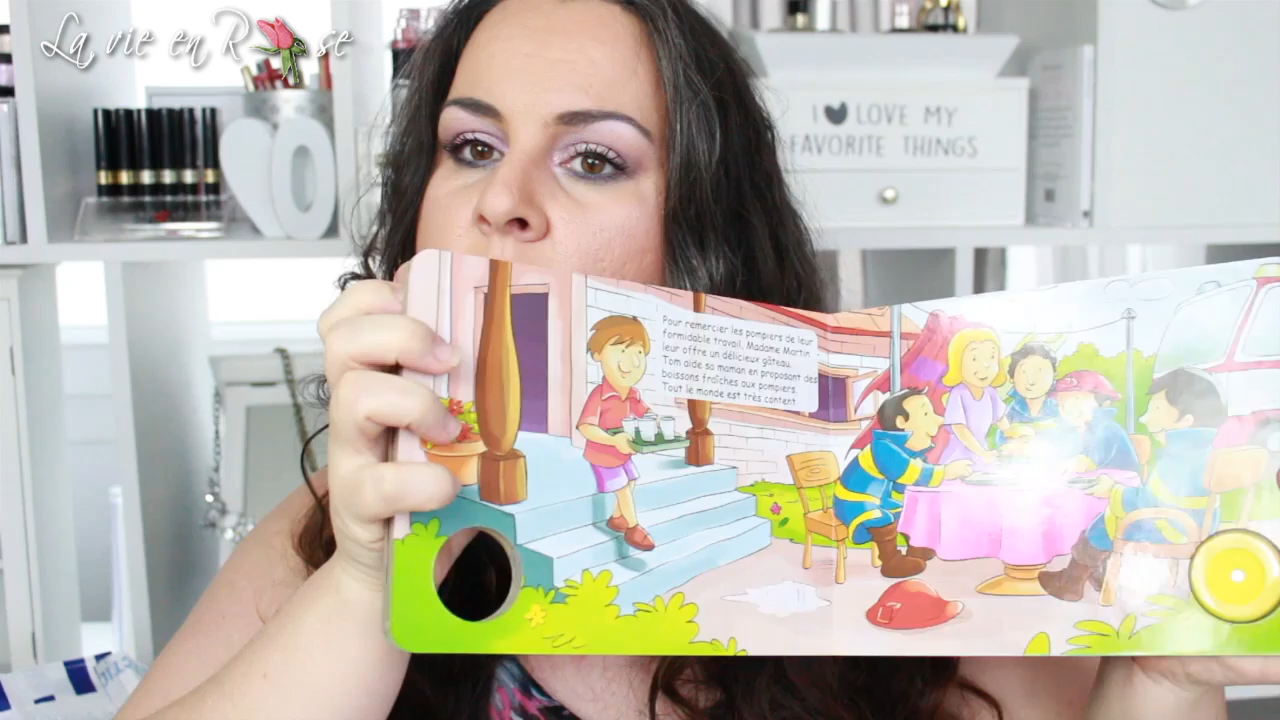 La vie en Rose
I LOVE MY
FAVORITE THINGS
Pour remercier les pompiers de leur
formidable travail, Madame Martin
leur offre un délicieux gâteau.
Tom aide sa maman en proposant des
boissons fraîches aux pompiers.
Tout le monde est très content